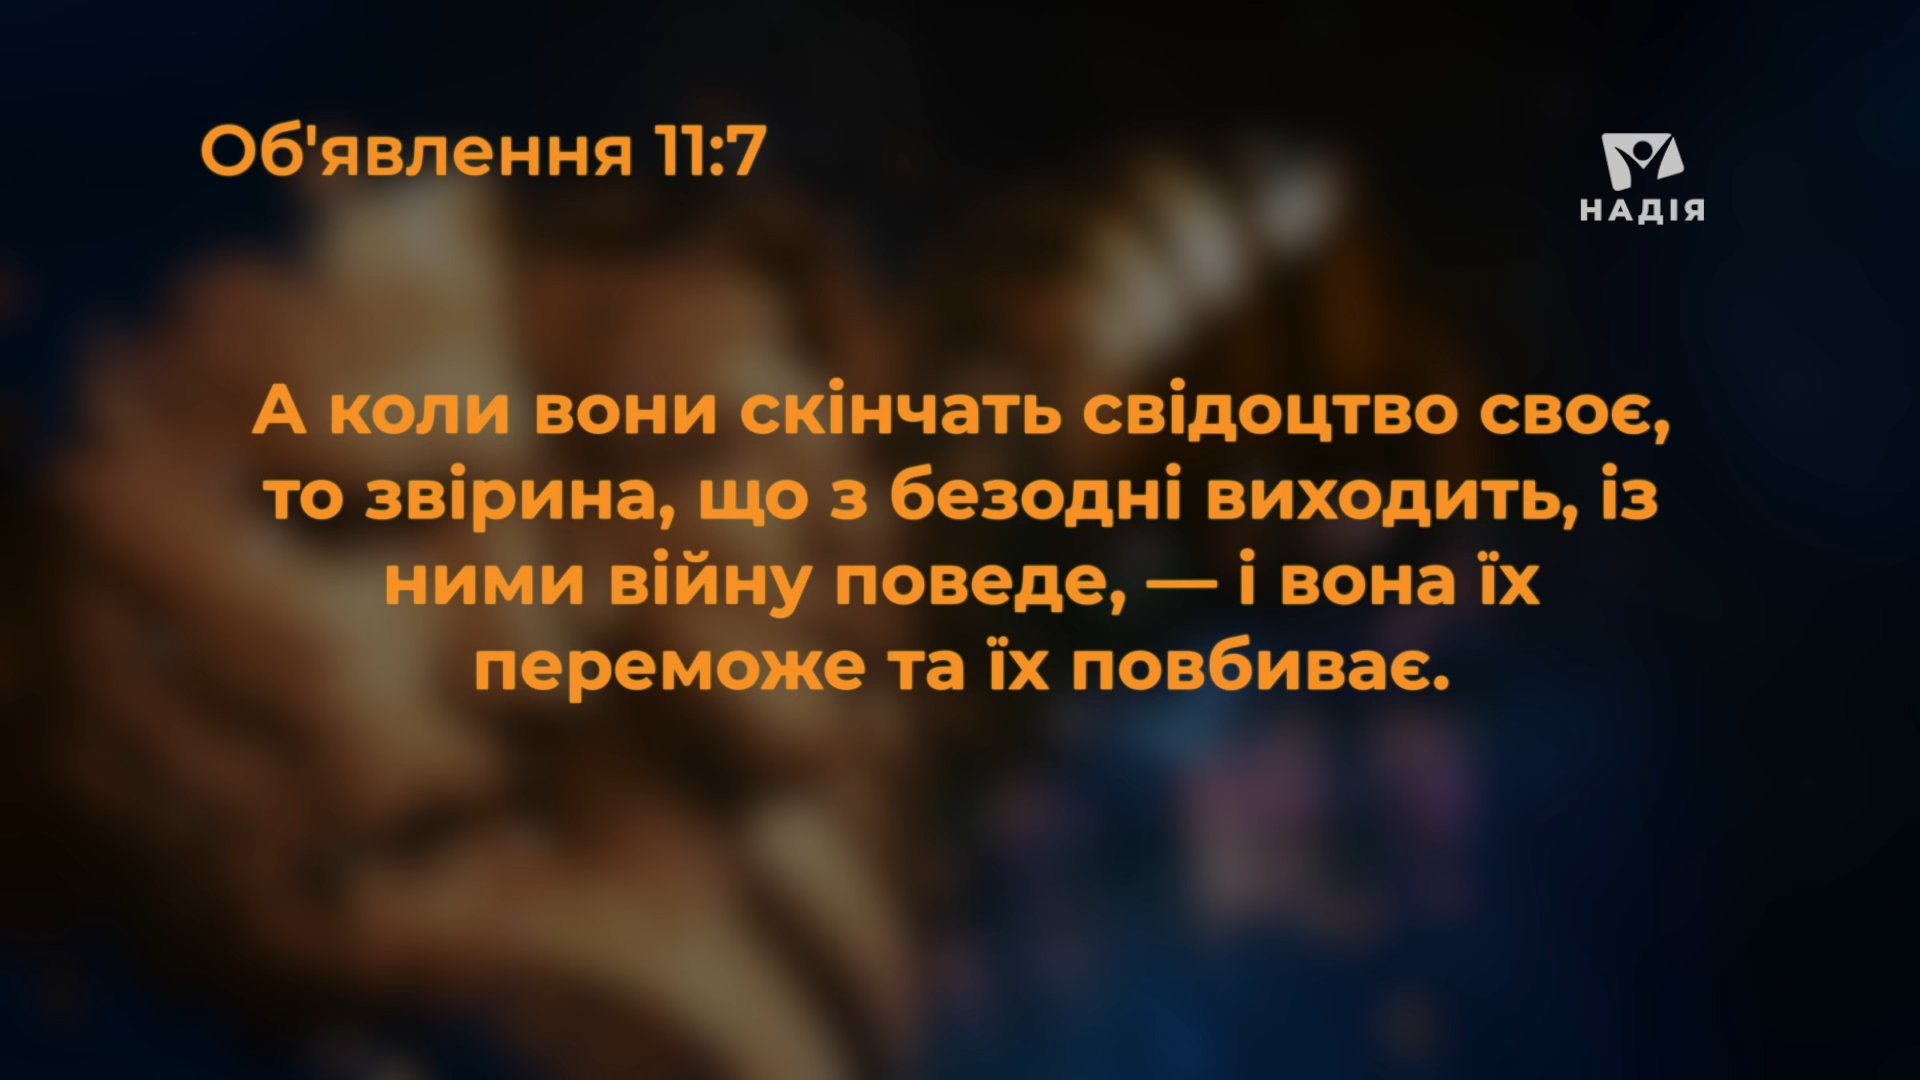 Об'явлення 11:7
НАДІЯ
А коли вони скінчать свідоцтво своє,
то звірина, що з безодні виходить, із
ними війну поведе, — і вона їх
переможе та їх повбиває.